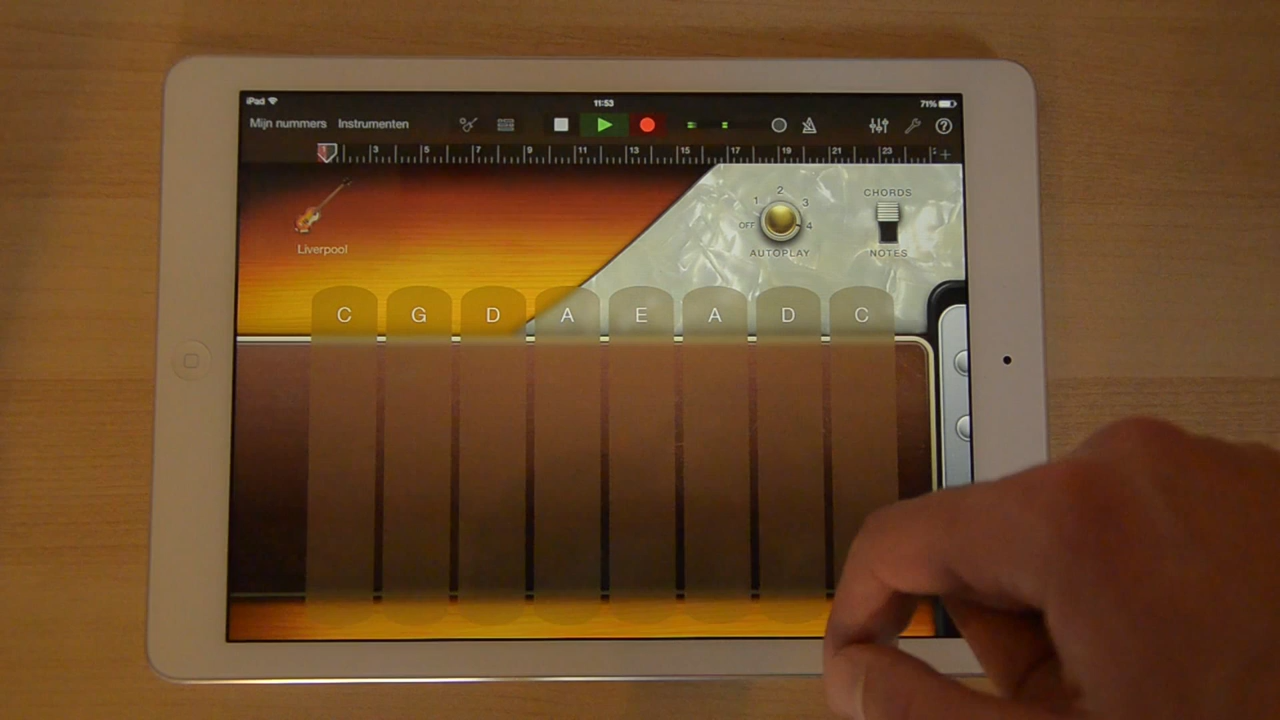 iPad 11:53 71%
Mijn nummers Instrumenten
3 5 7 9 11 13 15 17 19 21 23
Liverpool
OFF 1 2 3 4
AUTOPLAY
CHORDS
NOTES
C G D A E A D C